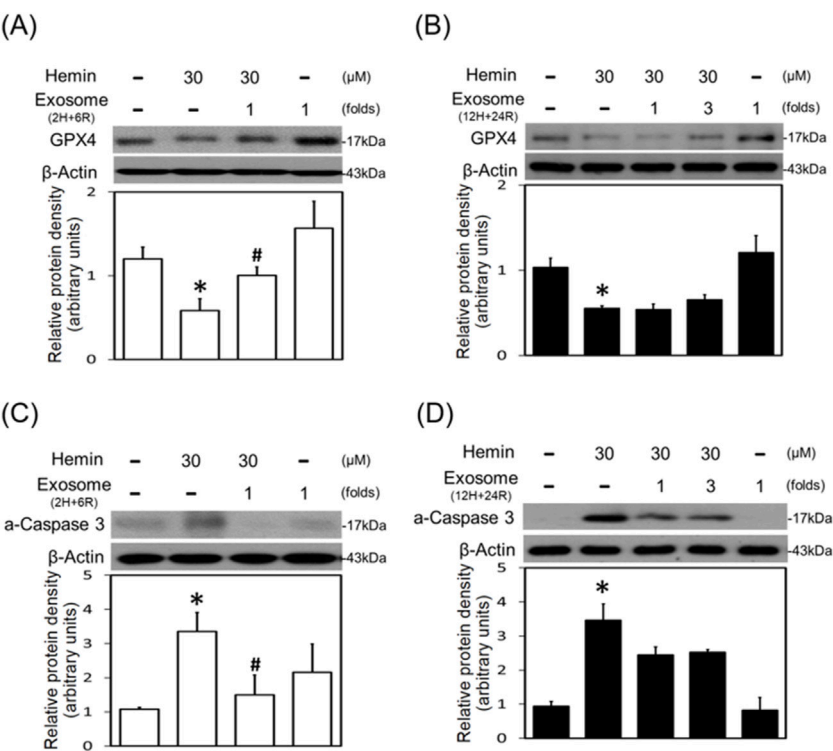 (A)
Hemin - 30 30 - (μM)
Exosome - - 1 1 (folds)
(2H+6R)
GPX4 -17kDa
β-Actin -43kDa
Relative protein density
(arbitrary units)
2
1
0
*
#
(B)
Hemin - 30 30 30 - (μM)
Exosome - - 1 3 1 (folds)
(12H+24R)
GPX4 -17kDa
β-Actin -43kDa
Relative protein density
(arbitrary units)
2
1
0
*
(C)
Hemin - 30 30 - (μM)
Exosome - - 1 1 (folds)
(2H+6R)
a-Caspase 3 -17kDa
β-Actin -43kDa
Relative protein density
(arbitrary units)
5
4
3
2
1
0
*
#
(D)
Hemin - 30 30 30 - (μM)
Exosome - - 1 3 1 (folds)
(12H+24R)
a-Caspase 3 -17kDa
β-Actin -43kDa
Relative protein density
(arbitrary units)
5
4
3
2
1
0
*